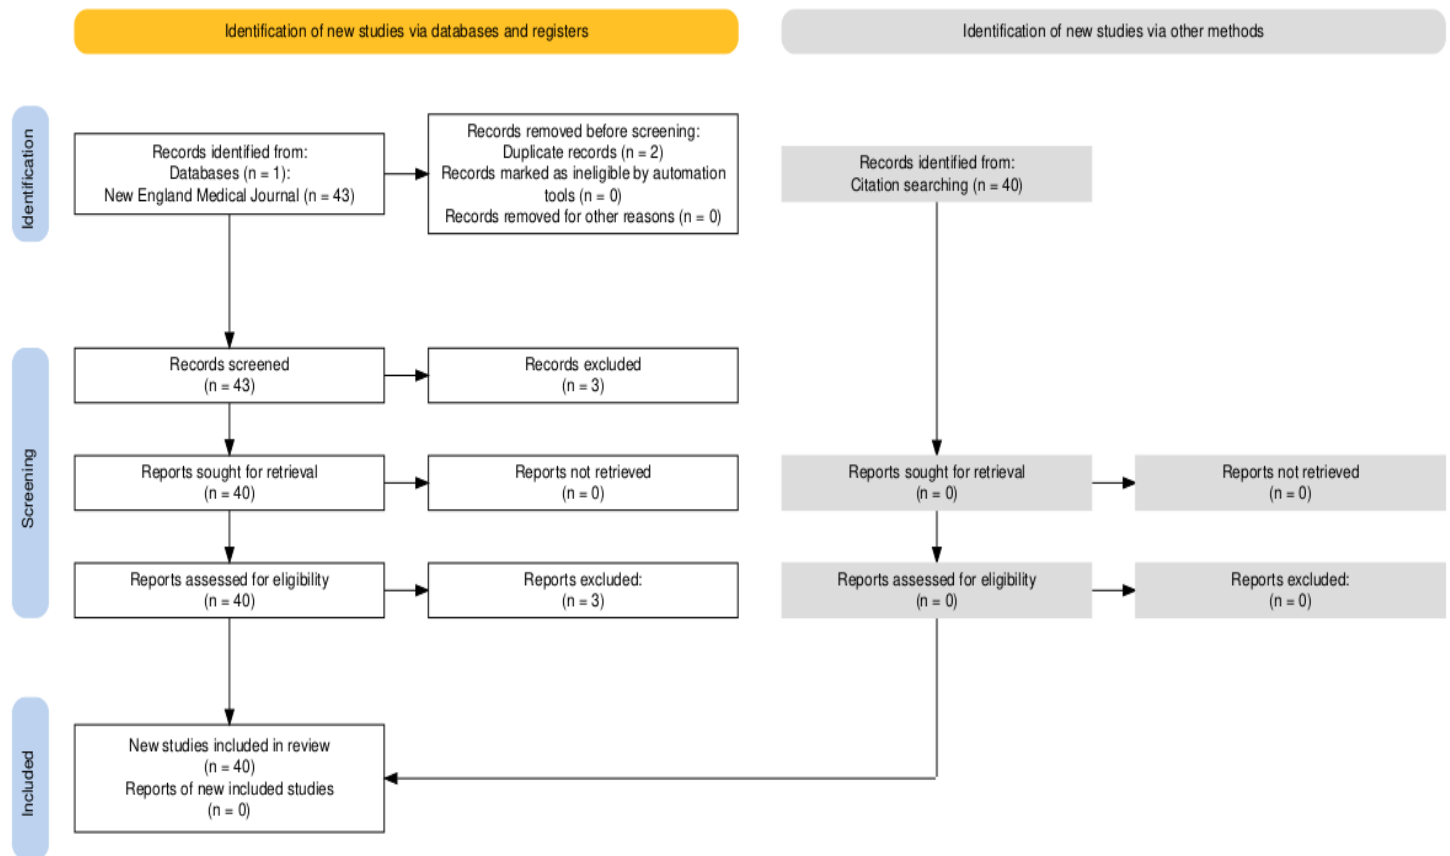 Identification of new studies via databases and registers
Identification of new studies via other methods
Identification
Records identified from:
Databases (n = 1):
New England Medical Journal (n = 43)
Records removed before screening:
Duplicate records (n = 2)
Records marked as ineligible by automation
tools (n = 0)
Records removed for other reasons (n = 0)
Records identified from:
Citation searching (n = 40)
Screening
Records screened
(n = 43)
Records excluded
(n = 3)
Reports sought for retrieval
(n = 40)
Reports not retrieved
(n = 0)
Reports sought for retrieval
(n = 0)
Reports not retrieved
(n = 0)
Reports assessed for eligibility
(n = 40)
Reports excluded:
(n = 3)
Reports assessed for eligibility
(n = 0)
Reports excluded:
(n = 0)
Included
New studies included in review
(n = 40)
Reports of new included studies
(n = 0)